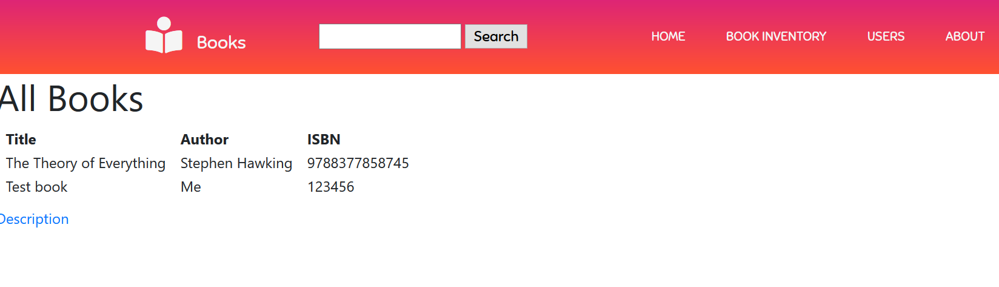 Books Search HOME BOOK INVENTORY USERS ABOUT
All Books
Title Author ISBN
The Theory of Everything Stephen Hawking 9788377858745
Test book Me 123456
Description